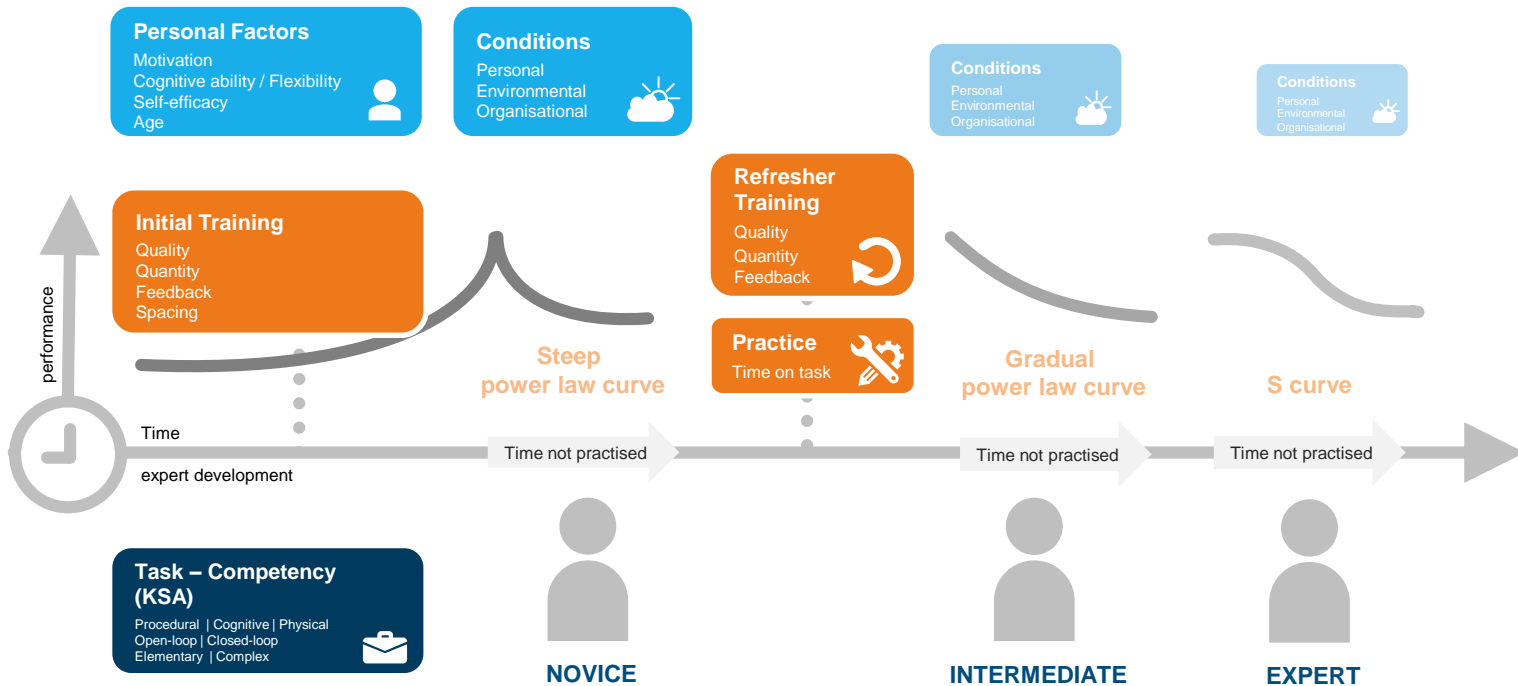 Personal Factors
Motivation
Cognitive ability / Flexibility
Self-efficacy
Age
Conditions
Personal
Environmental
Organisational
Conditions
Personal
Environmental
Organisational
Conditions
Personal
Environmental
Organisational
Initial Training
Quality
Quantity
Feedback
Spacing
Refresher
Training
Quality
Quantity
Feedback
Practice
Time on task
performance
Steep
power law curve
Gradual
power law curve
S curve
Time
expert development
Time not practised
Time not practised
Time not practised
Task – Competency
(KSA)
Procedural | Cognitive | Physical
Open-loop | Closed-loop
Elementary | Complex
NOVICE
INTERMEDIATE
EXPERT